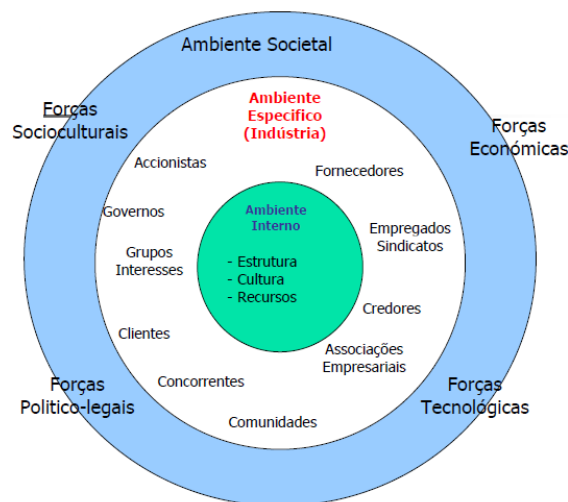 Ambiente Societal
Forças
Socioculturais
Forças
Económicas
Ambiente
Especifico
(Indústria)
Accionistas
Fornecedores
Governos
Ambiente
Interno
- Estrutura
- Cultura
- Recursos
Empregados
Sindicatos
Grupos
Interesses
Credores
Clientes
Associações
Empresariais
Concorrentes
Comunidades
Forças
Politico-legais
Forças
Tecnológicas